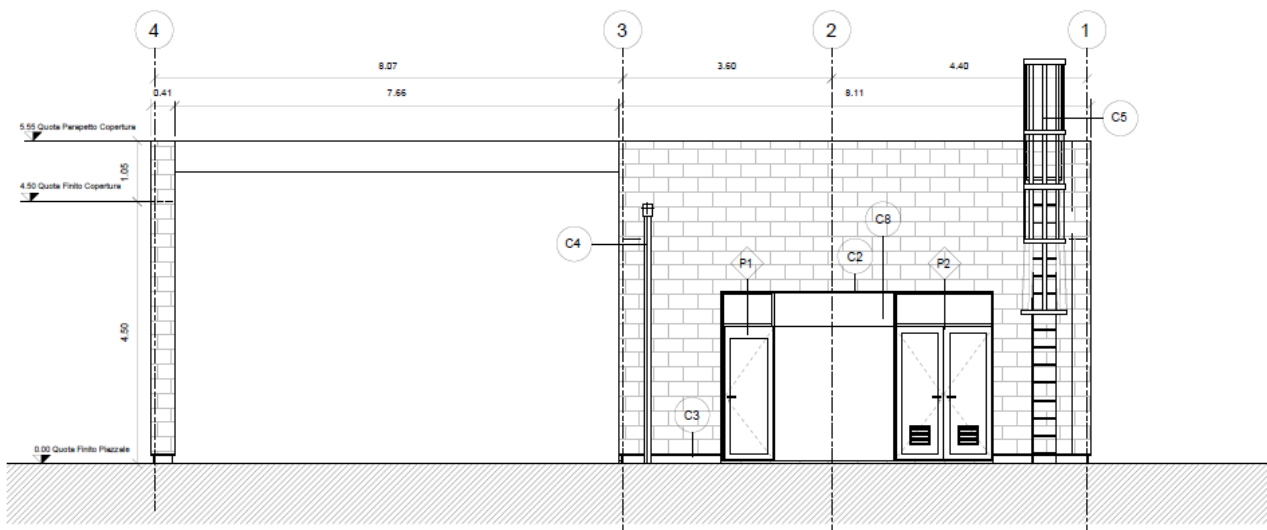 4
3
2
1
8.07
3.60
4.40
0.41
7.66
8.11
C5
5.55 Quota Parapetto Copertura
1.05
4.50 Quota Finito Copertura
C8
C4
C2
P1
P2
4.50
C3
0.00 Quota Finito Piazzale